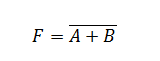 F = \overline{A + B}